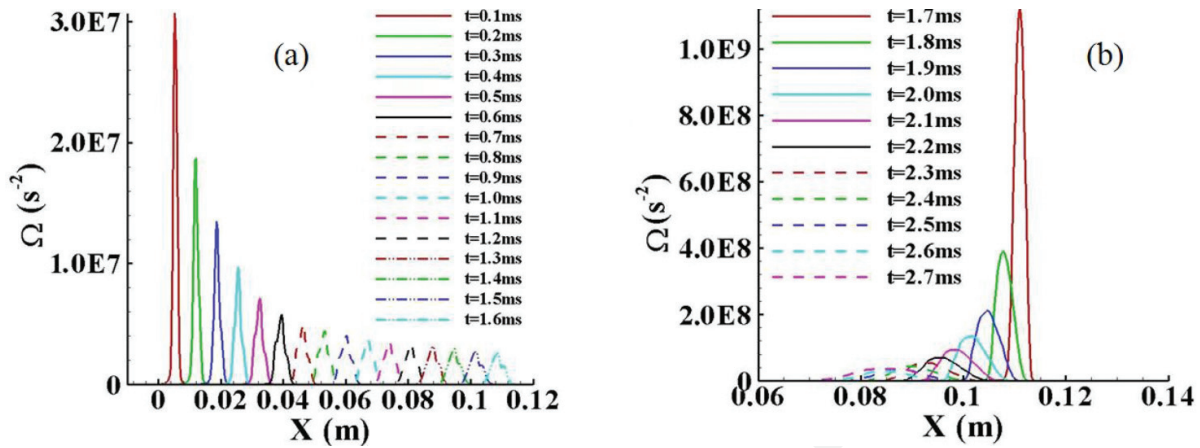 (a)
Ω (s⁻²)
3.0E7
2.0E7
1.0E7
0
0 0.02 0.04 0.06 0.08 0.1 0.12
X (m)
t=0.1ms
t=0.2ms
t=0.3ms
t=0.4ms
t=0.5ms
t=0.6ms
t=0.7ms
t=0.8ms
t=0.9ms
t=1.0ms
t=1.1ms
t=1.2ms
t=1.3ms
t=1.4ms
t=1.5ms
t=1.6ms
(b)
Ω(s⁻²)
1.0E9
8.0E8
6.0E8
4.0E8
2.0E8
0
0.06 0.08 0.1 0.12 0.14
X (m)
t=1.7ms
t=1.8ms
t=1.9ms
t=2.0ms
t=2.1ms
t=2.2ms
t=2.3ms
t=2.4ms
t=2.5ms
t=2.6ms
t=2.7ms